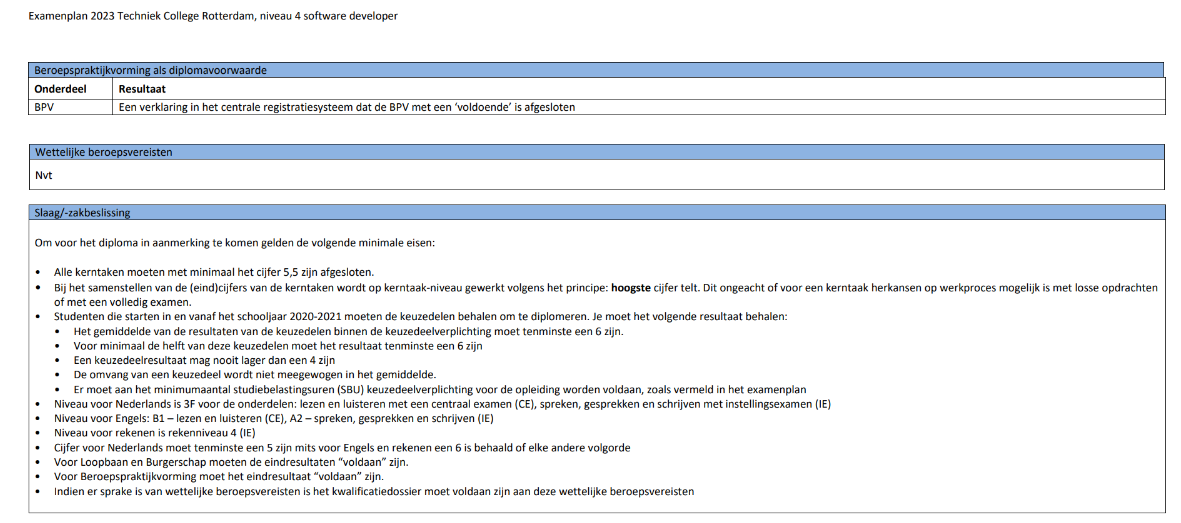 Examenplan 2023 Techniek College Rotterdam, niveau 4 software developer
Beroepspraktijkvorming als diplomavoorwaarde
Onderdeel Resultaat
BPV Een verklaring in het centrale registratiesysteem dat de BPV met een ‘voldoende’ is afgesloten
Wettelijke beroepsvereisten
Nvt
Slaag/-zakbeslissing
Om voor het diploma in aanmerking te komen gelden de volgende minimale eisen:
• Alle kerntaken moeten met minimaal het cijfer 5,5 zijn afgesloten.
• Bij het samenstellen van de (eind)cijfers van de kerntaken wordt op kerntaak-niveau gewerkt volgens het principe: hoogste cijfer telt. Dit ongeacht of voor een kerntaak herkansen op werkproces mogelijk is met losse opdrachten
of met een volledig examen.
• Studenten die starten in en vanaf het schooljaar 2020-2021 moeten de keuzedelen behalen om te diplomeren. Je moet het volgende resultaat behalen:
• Het gemiddelde van de resultaten van de keuzedelen binnen de keuzedeelverplichting moet tenminste een 6 zijn.
• Voor minimaal de helft van deze keuzedelen moet het resultaat tenminste een 6 zijn
• Een keuzedeelresultaat mag nooit lager dan een 4 zijn
• De omvang van een keuzedeel wordt niet meegewogen in het gemiddelde.
• Er moet aan het minimumaantal studiebelastingsuren (SBU) keuzedeelverplichting voor de opleiding worden voldaan, zoals vermeld in het examenplan
• Niveau voor Nederlands is 3F voor de onderdelen: lezen en luisteren met een centraal examen (CE), spreken, gesprekken en schrijven met instellingsexamen (IE)
• Niveau voor Engels: B1 – lezen en luisteren (CE), A2 – spreken, gesprekken en schrijven (IE)
• Niveau voor rekenen is rekenniveau 4 (IE)
• Cijfer voor Nederlands moet tenminste een 5 zijn mits voor Engels en rekenen een 6 is behaald of elke andere volgorde
• Voor Loopbaan en Burgerschap moeten de eindresultaten “voldaan” zijn.
• Voor Beroepspraktijkvorming moet het eindresultaat “voldaan” zijn.
• Indien er sprake is van wettelijke beroepsvereisten is het kwalificatiedossier moet voldaan zijn aan deze wettelijke beroepsvereisten